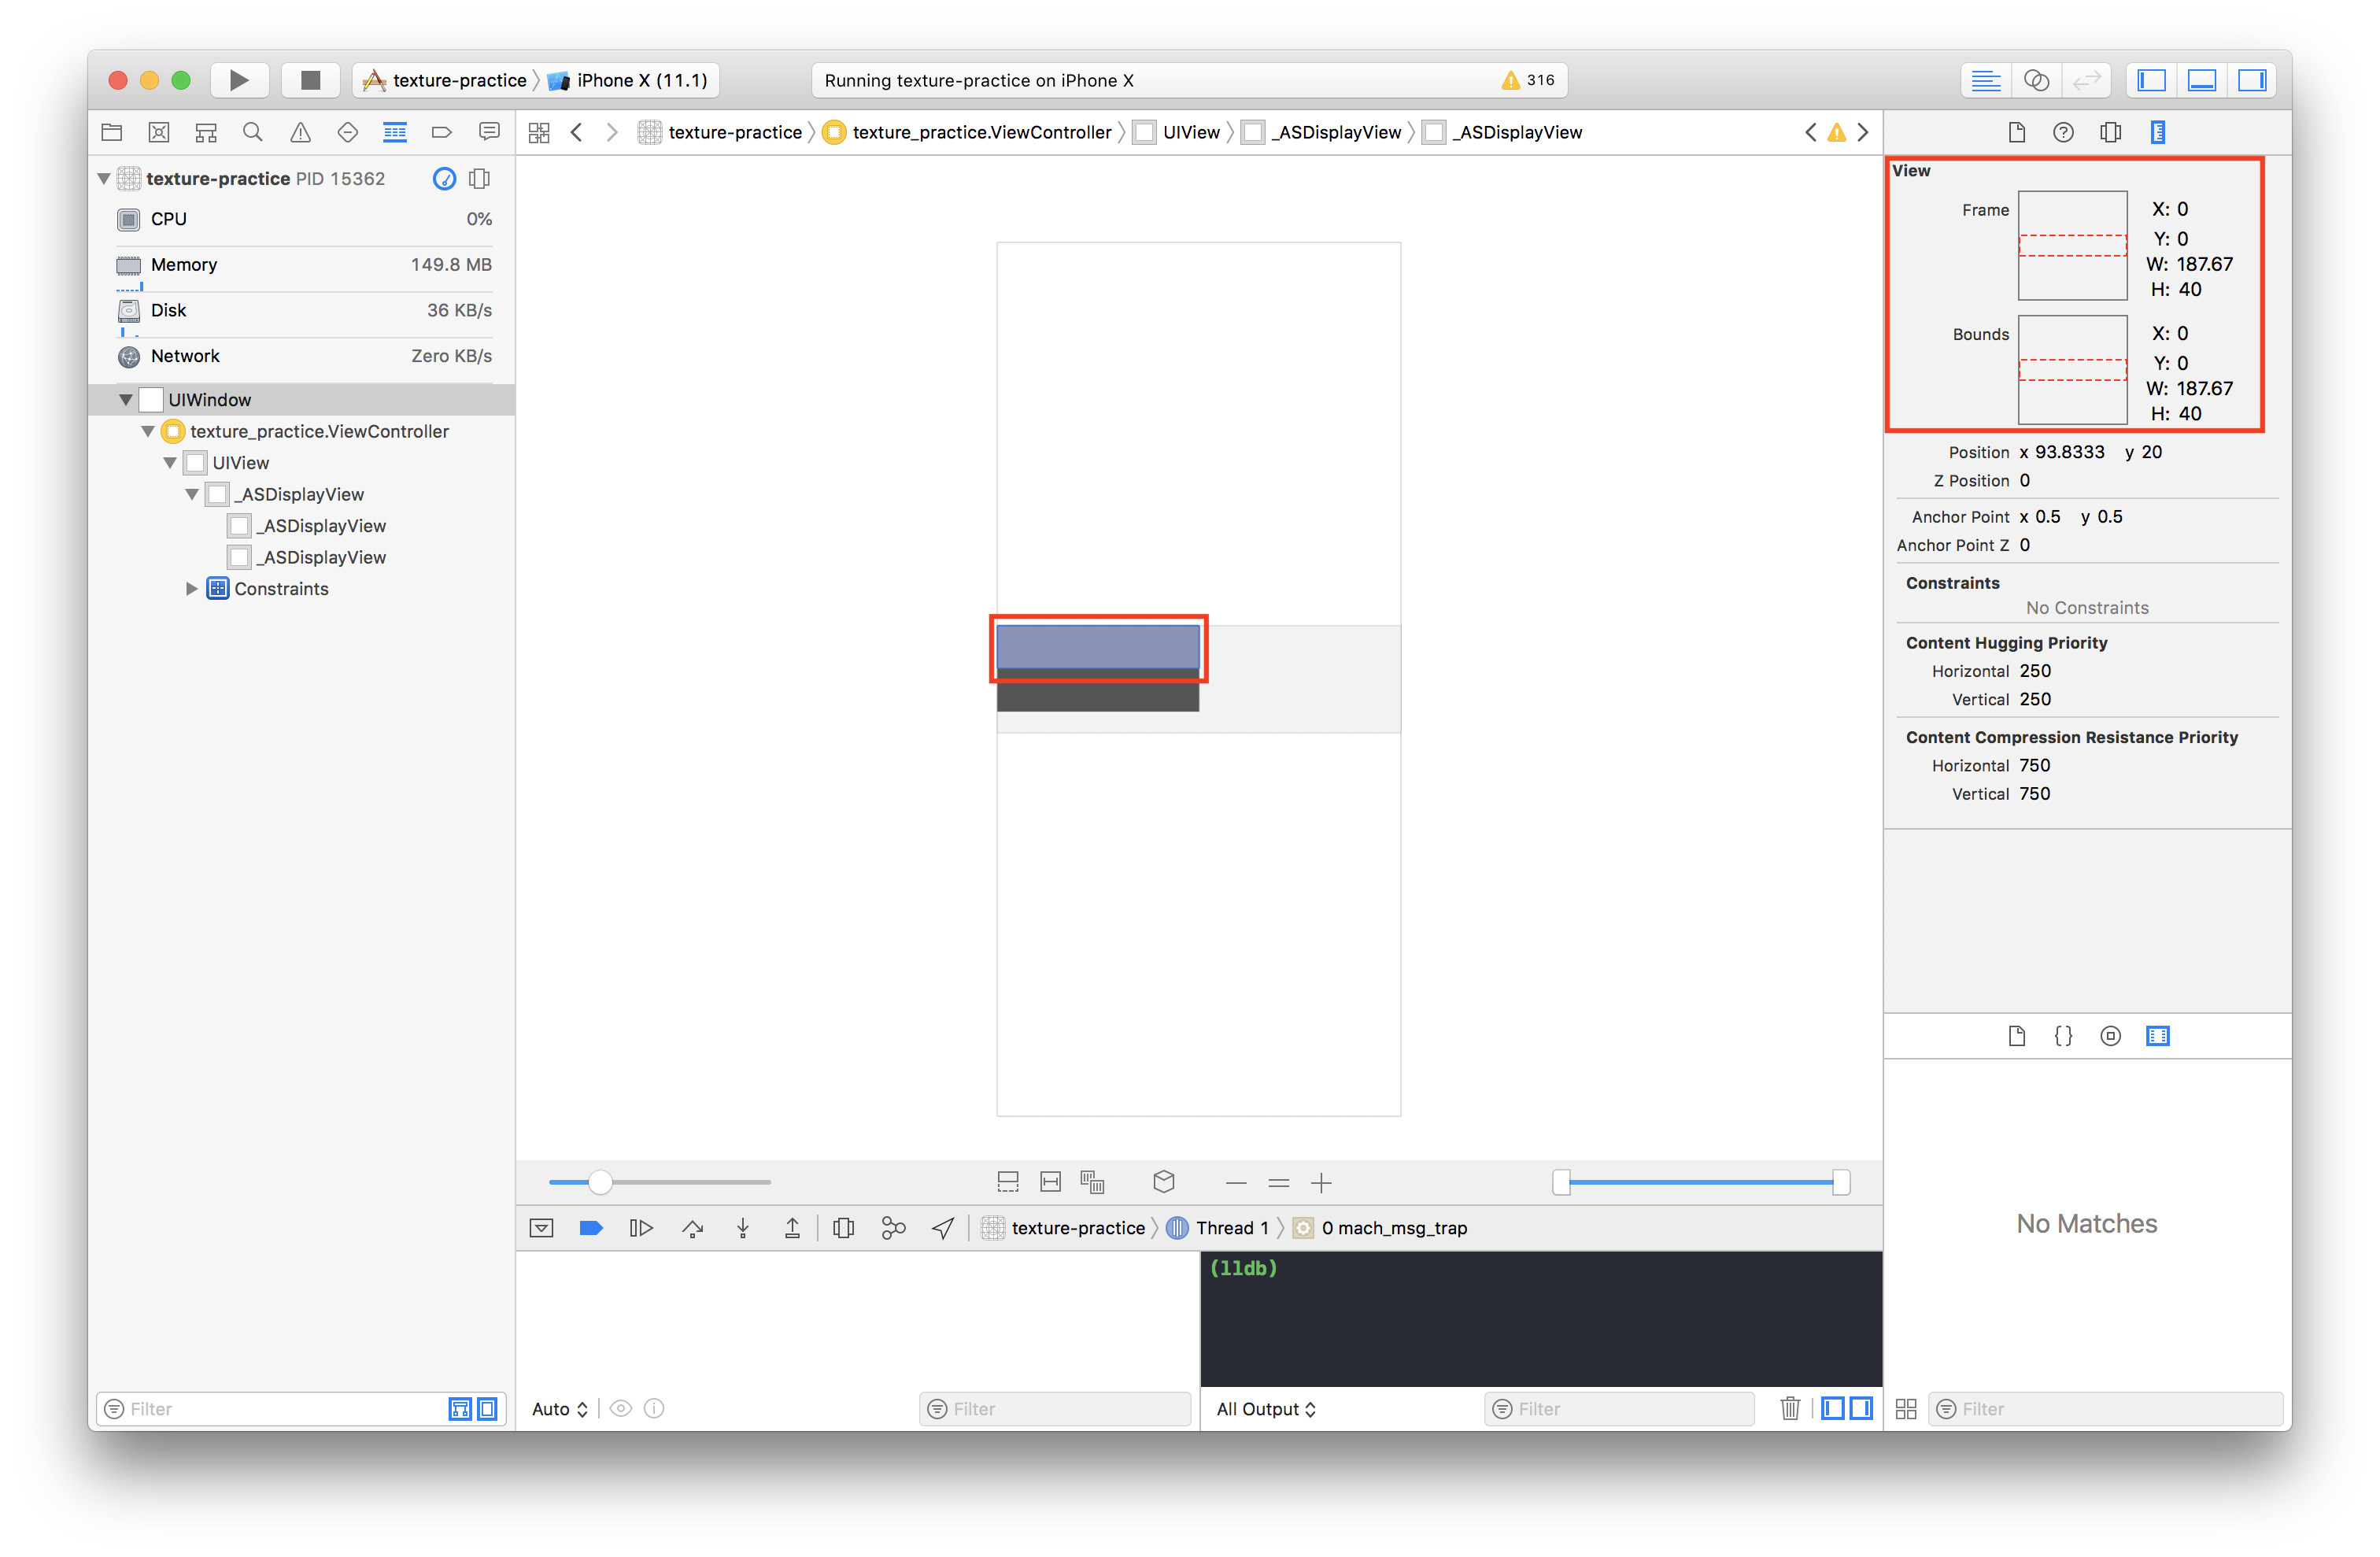 texture-practice iPhone X (11.1)
Running texture-practice on iPhone X
316
texture-practice texture_practice.ViewController UIView _ASDisplayView _ASDisplayView
texture-practice PID 15362
CPU 0%
Memory 149.8 MB
Disk 36 KB/s
Network Zero KB/s
UIWindow
texture_practice.ViewController
UIView
_ASDisplayView
_ASDisplayView
_ASDisplayView
Constraints
Filter
texture-practice Thread 1 0 mach_msg_trap
(lldb)
Auto
Filter
All Output
Filter
View
Frame
X: 0
Y: 0
W: 187.67
H: 40
Bounds
X: 0
Y: 0
W: 187.67
H: 40
Position x 93.8333 y 20
Z Position 0
Anchor Point x 0.5 y 0.5
Anchor Point Z 0
Constraints
No Constraints
Content Hugging Priority
Horizontal 250
Vertical 250
Content Compression Resistance Priority
Horizontal 750
Vertical 750
{}
No Matches
Filter